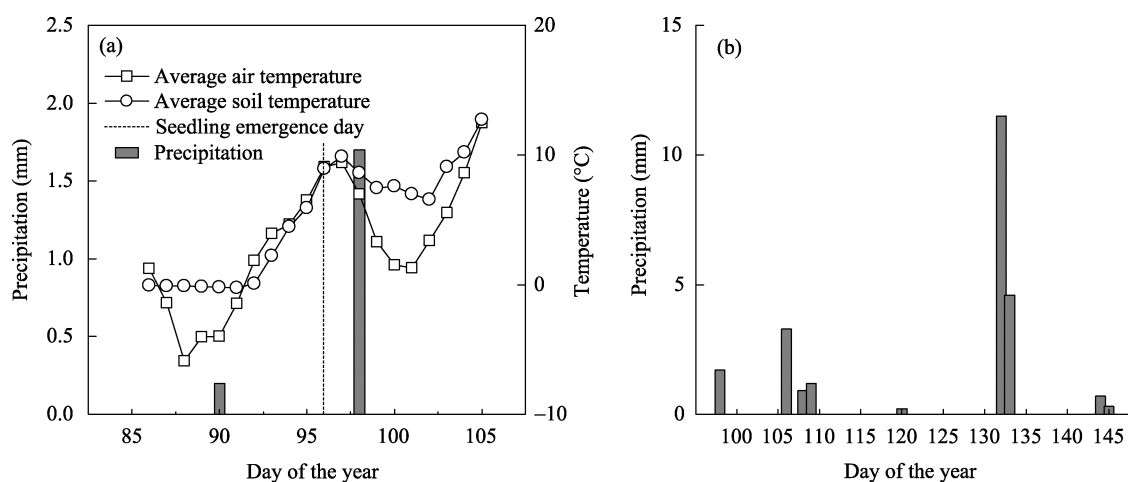 (a)
Average air temperature
Average soil temperature
Seedling emergence day
Precipitation
Precipitation (mm)
2.5
2.0
1.5
1.0
0.5
0.0
Temperature (°C)
20
10
0
–10
85 90 95 100 105
Day of the year
(b)
Precipitation (mm)
15
10
5
0
100 105 110 120 125 130 135 140 145
Day of the year